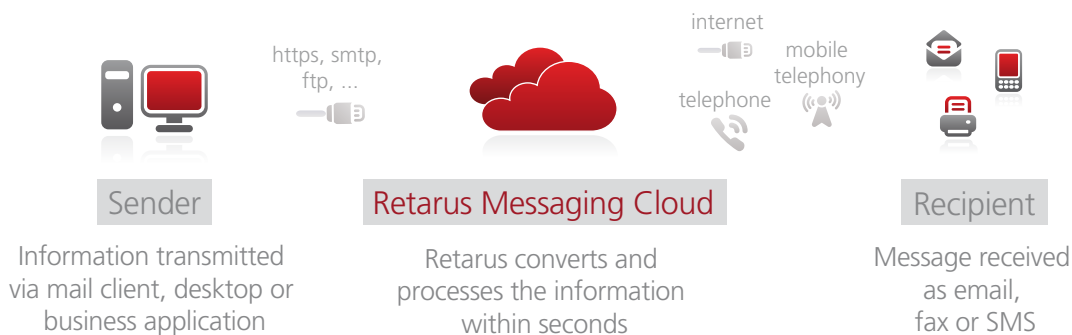 https, smtp,
ftp, ...
internet
mobile
telephony
telephone
Sender
Information transmitted
via mail client, desktop or
business application
Retarus Messaging Cloud
Retarus converts and
processes the information
within seconds
Recipient
Message received
as email,
fax or SMS